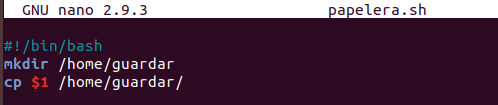 GNU nano 2.9.3 papelera.sh
#!/bin/bash
mkdir /home/guardar
cp $1 /home/guardar/